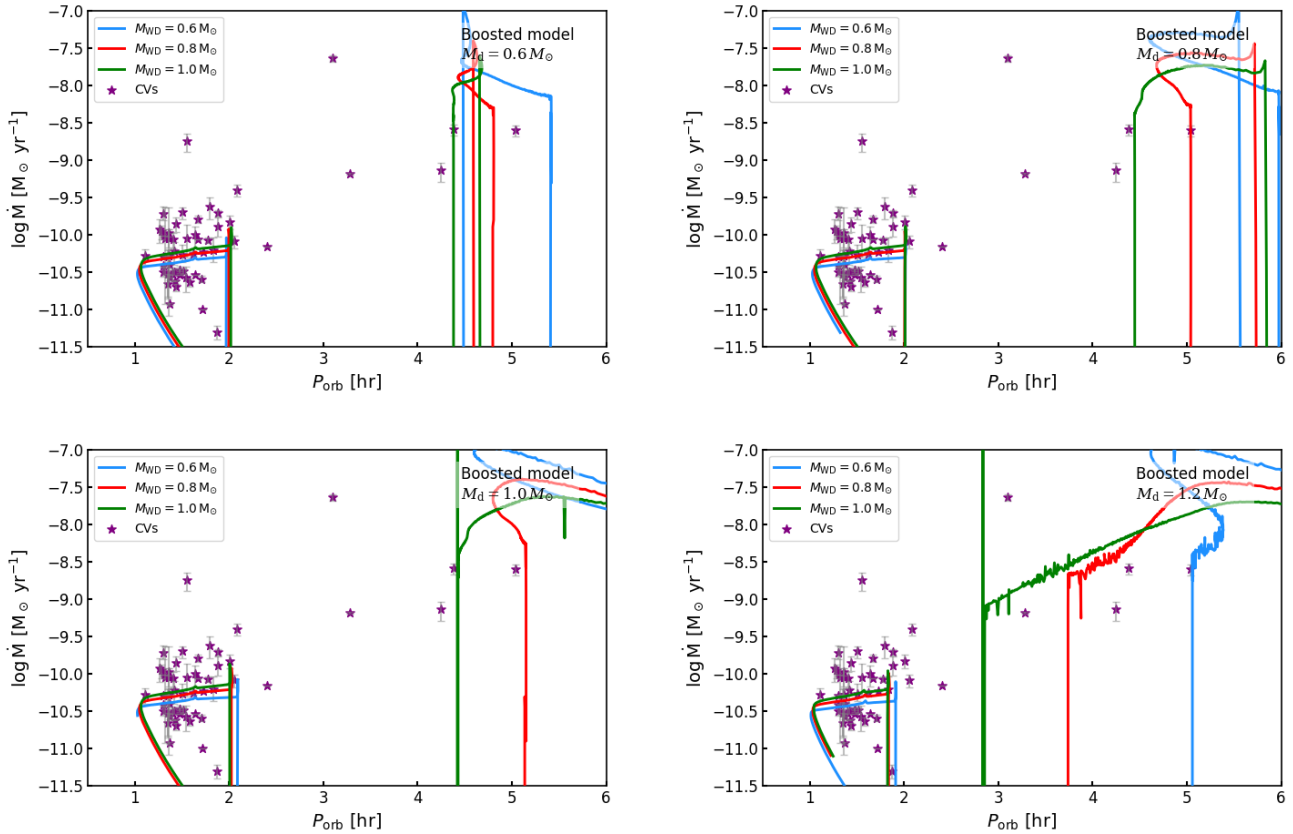 −7.0
−7.5
−8.0
−8.5
−9.0
−9.5
−10.0
−10.5
−11.0
−11.5
log Ṁ [M⊙ yr⁻¹]
M_WD = 0.6 M⊙
M_WD = 0.8 M⊙
M_WD = 1.0 M⊙
CVs
Boosted model
M_d = 0.6 M⊙
1 2 3 4 5 6
P_orb [hr]
−7.0
−7.5
−8.0
−8.5
−9.0
−9.5
−10.0
−10.5
−11.0
−11.5
log Ṁ [M⊙ yr⁻¹]
M_WD = 0.6 M⊙
M_WD = 0.8 M⊙
M_WD = 1.0 M⊙
CVs
Boosted model
M_d = 0.8 M⊙
1 2 3 4 5 6
P_orb [hr]
−7.0
−7.5
−8.0
−8.5
−9.0
−9.5
−10.0
−10.5
−11.0
−11.5
log Ṁ [M⊙ yr⁻¹]
M_WD = 0.6 M⊙
M_WD = 0.8 M⊙
M_WD = 1.0 M⊙
CVs
Boosted model
M_d = 1.0 M⊙
1 2 3 4 5 6
P_orb [hr]
−7.0
−7.5
−8.0
−8.5
−9.0
−9.5
−10.0
−10.5
−11.0
−11.5
log Ṁ [M⊙ yr⁻¹]
M_WD = 0.6 M⊙
M_WD = 0.8 M⊙
M_WD = 1.0 M⊙
CVs
Boosted model
M_d = 1.2 M⊙
1 2 3 4 5 6
P_orb [hr]